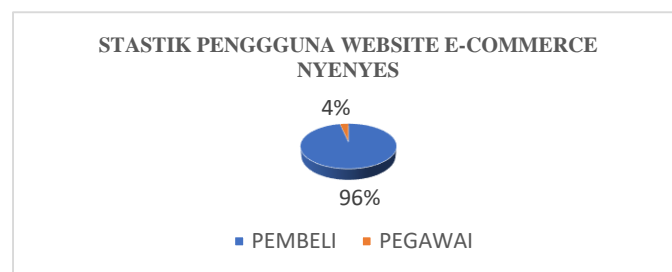 STASTIK PENGGGUNA WEBSITE E-COMMERCE
NYENYES
4%
96%
PEMBELI PEGAWAI